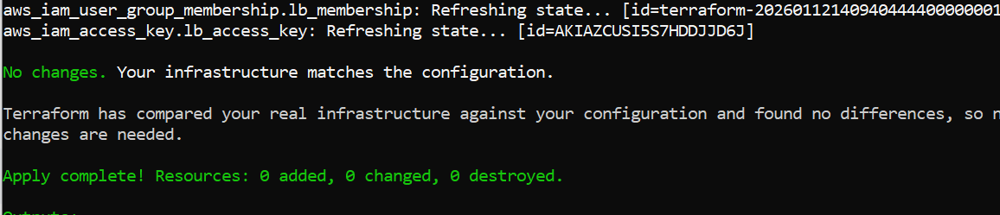 aws_iam_user_group_membership.lb_membership: Refreshing state... [id=terraform-20260112140940444400000001
aws_iam_access_key.lb_access_key: Refreshing state... [id=AKIAZCUSI5S7HDDJJD6J]
No changes. Your infrastructure matches the configuration.
Terraform has compared your real infrastructure against your configuration and found no differences, so n
changes are needed.
Apply complete! Resources: 0 added, 0 changed, 0 destroyed.
Outputs: